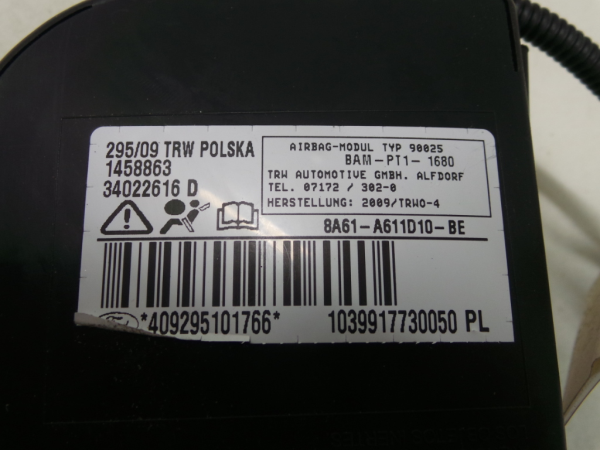 295/09 TRW POLSKA
1458863
34022616 D
AIRBAG-MODUL TYP 90025
BAM-PT1- 1680
TRW AUTOMOTIVE GMBH. ALFDORF
TEL. 07172 / 302-0
HERSTELLUNG: 2009/TRWO-4
8A61-A611D10-BE
*409295101766*
1039917730050 PL